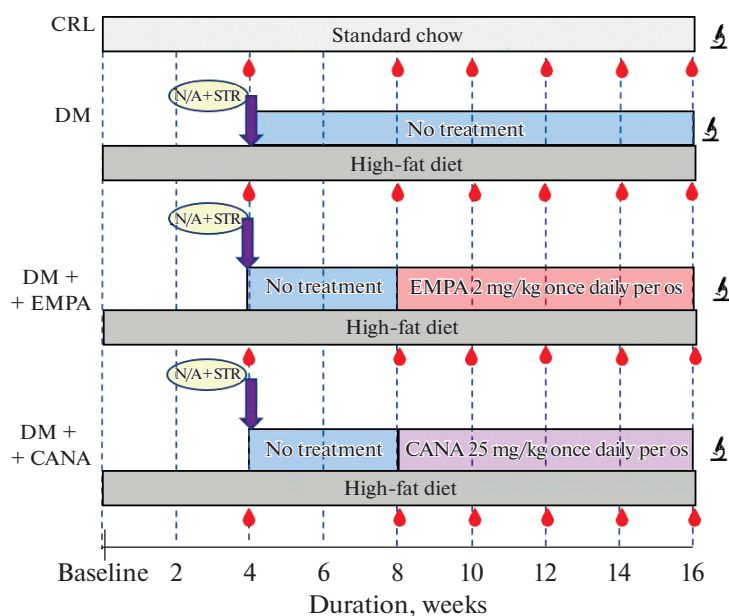 CRL
Standard chow
N/A+STR
DM
No treatment
High-fat diet
N/A+STR
DM +
+ EMPA
No treatment
EMPA 2 mg/kg once daily per os
High-fat diet
N/A+STR
DM +
+ CANA
No treatment
CANA 25 mg/kg once daily per os
High-fat diet
Baseline 2 4 6 8 10 12 14 16
Duration, weeks